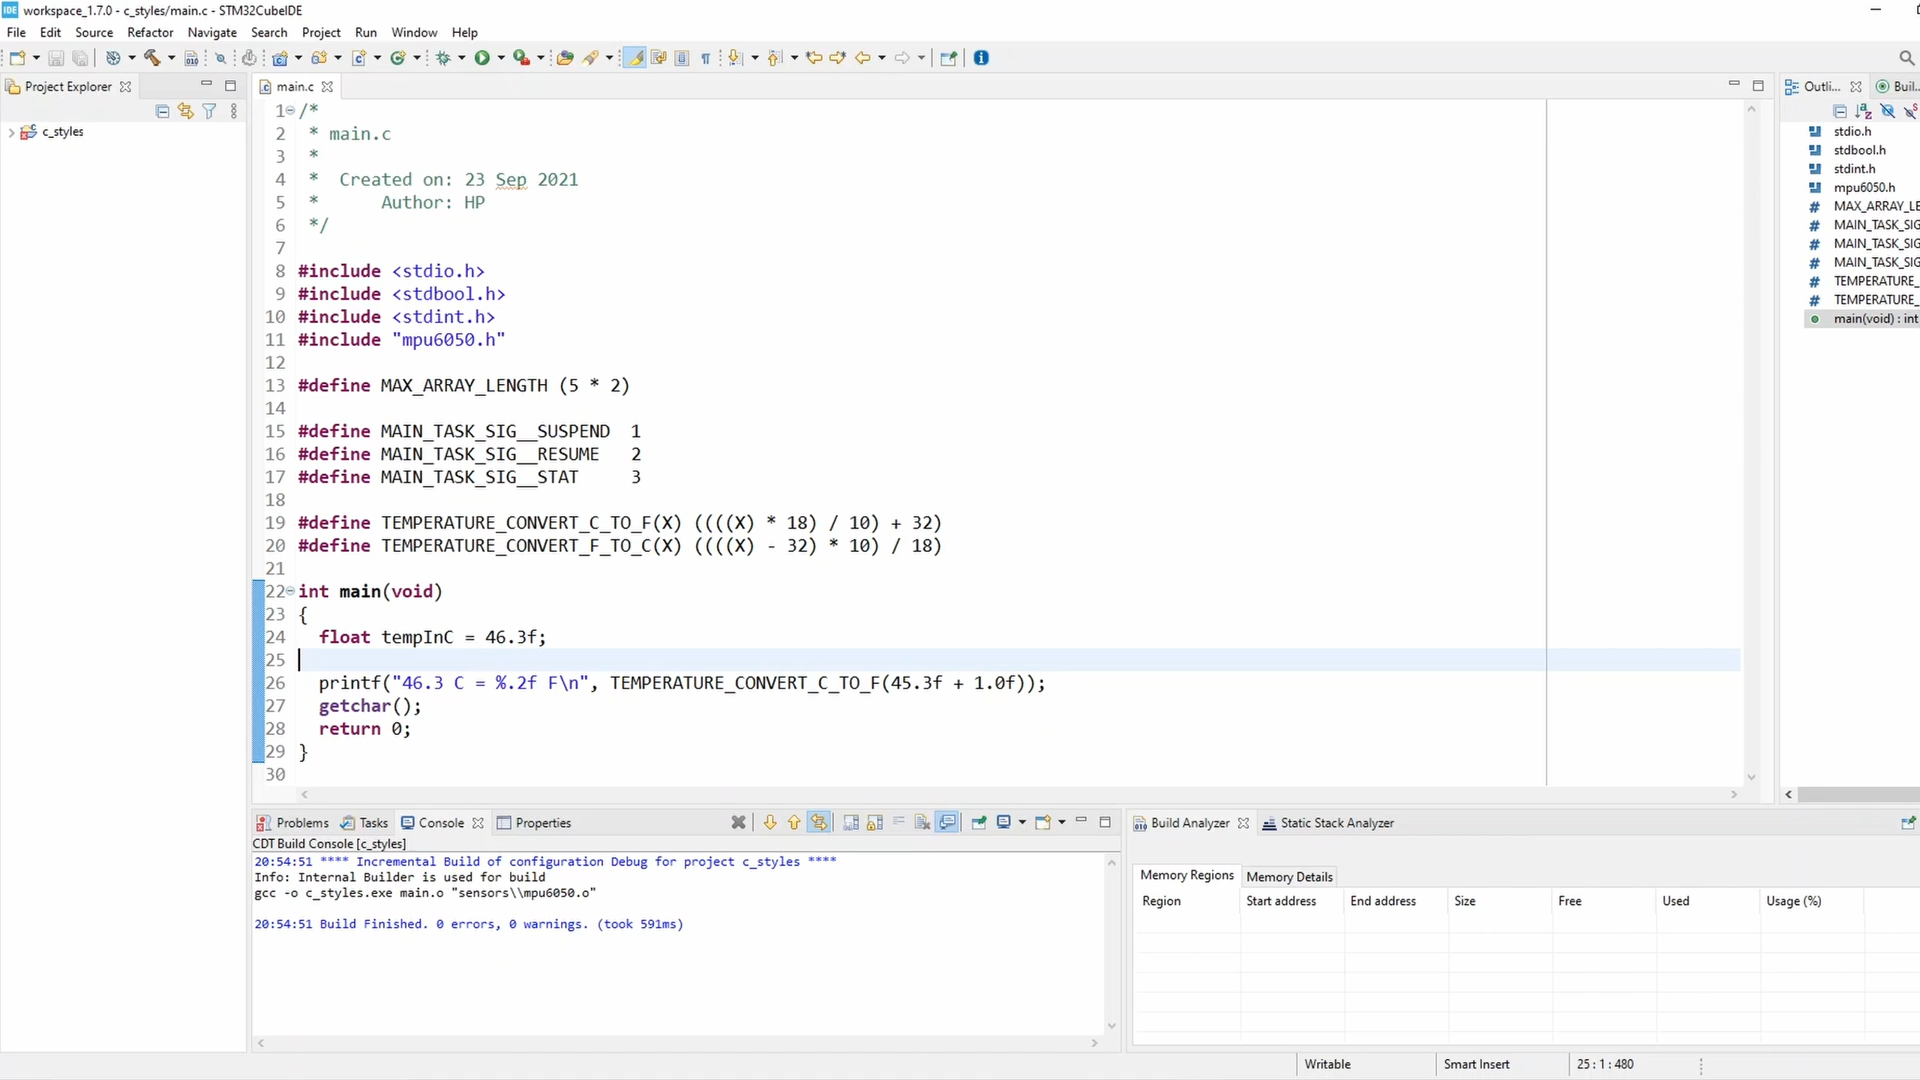 IDE workspace_1.7.0 - c_styles/main.c - STM32CubeIDE
File Edit Source Refactor Navigate Search Project Run Window Help
Project Explorer
c_styles
main.c
1 /*
2 * main.c
3 *
4 * Created on: 23 Sep 2021
5 * Author: HP
6 */
7
8 #include <stdio.h>
9 #include <stdbool.h>
10 #include <stdint.h>
11 #include "mpu6050.h"
12
13 #define MAX_ARRAY_LENGTH (5 * 2)
14
15 #define MAIN_TASK_SIG__SUSPEND 1
16 #define MAIN_TASK_SIG__RESUME 2
17 #define MAIN_TASK_SIG__STAT 3
18
19 #define TEMPERATURE_CONVERT_C_TO_F(X) ((((X) * 18) / 10) + 32)
20 #define TEMPERATURE_CONVERT_F_TO_C(X) ((((X) - 32) * 10) / 18)
21
22 int main(void)
23 {
24 float tempInC = 46.3f;
25
26 printf("46.3 C = %.2f F\n", TEMPERATURE_CONVERT_C_TO_F(45.3f + 1.0f));
27 getchar();
28 return 0;
29 }
30
Outli... Buil...
stdio.h
stdbool.h
stdint.h
mpu6050.h
MAX_ARRAY_LE
MAIN_TASK_SIG
MAIN_TASK_SIG
MAIN_TASK_SIG
TEMPERATURE_
TEMPERATURE_
main(void) : int
Problems Tasks Console Properties
CDT Build Console [c_styles]
20:54:51 **** Incremental Build of configuration Debug for project c_styles ****
Info: Internal Builder is used for build
gcc -o c_styles.exe main.o "sensors\\mpu6050.o"
20:54:51 Build Finished. 0 errors, 0 warnings. (took 591ms)
Build Analyzer Static Stack Analyzer
Memory Regions Memory Details
Region Start address End address Size Free Used Usage (%)
Writable Smart Insert 25 : 1 : 480